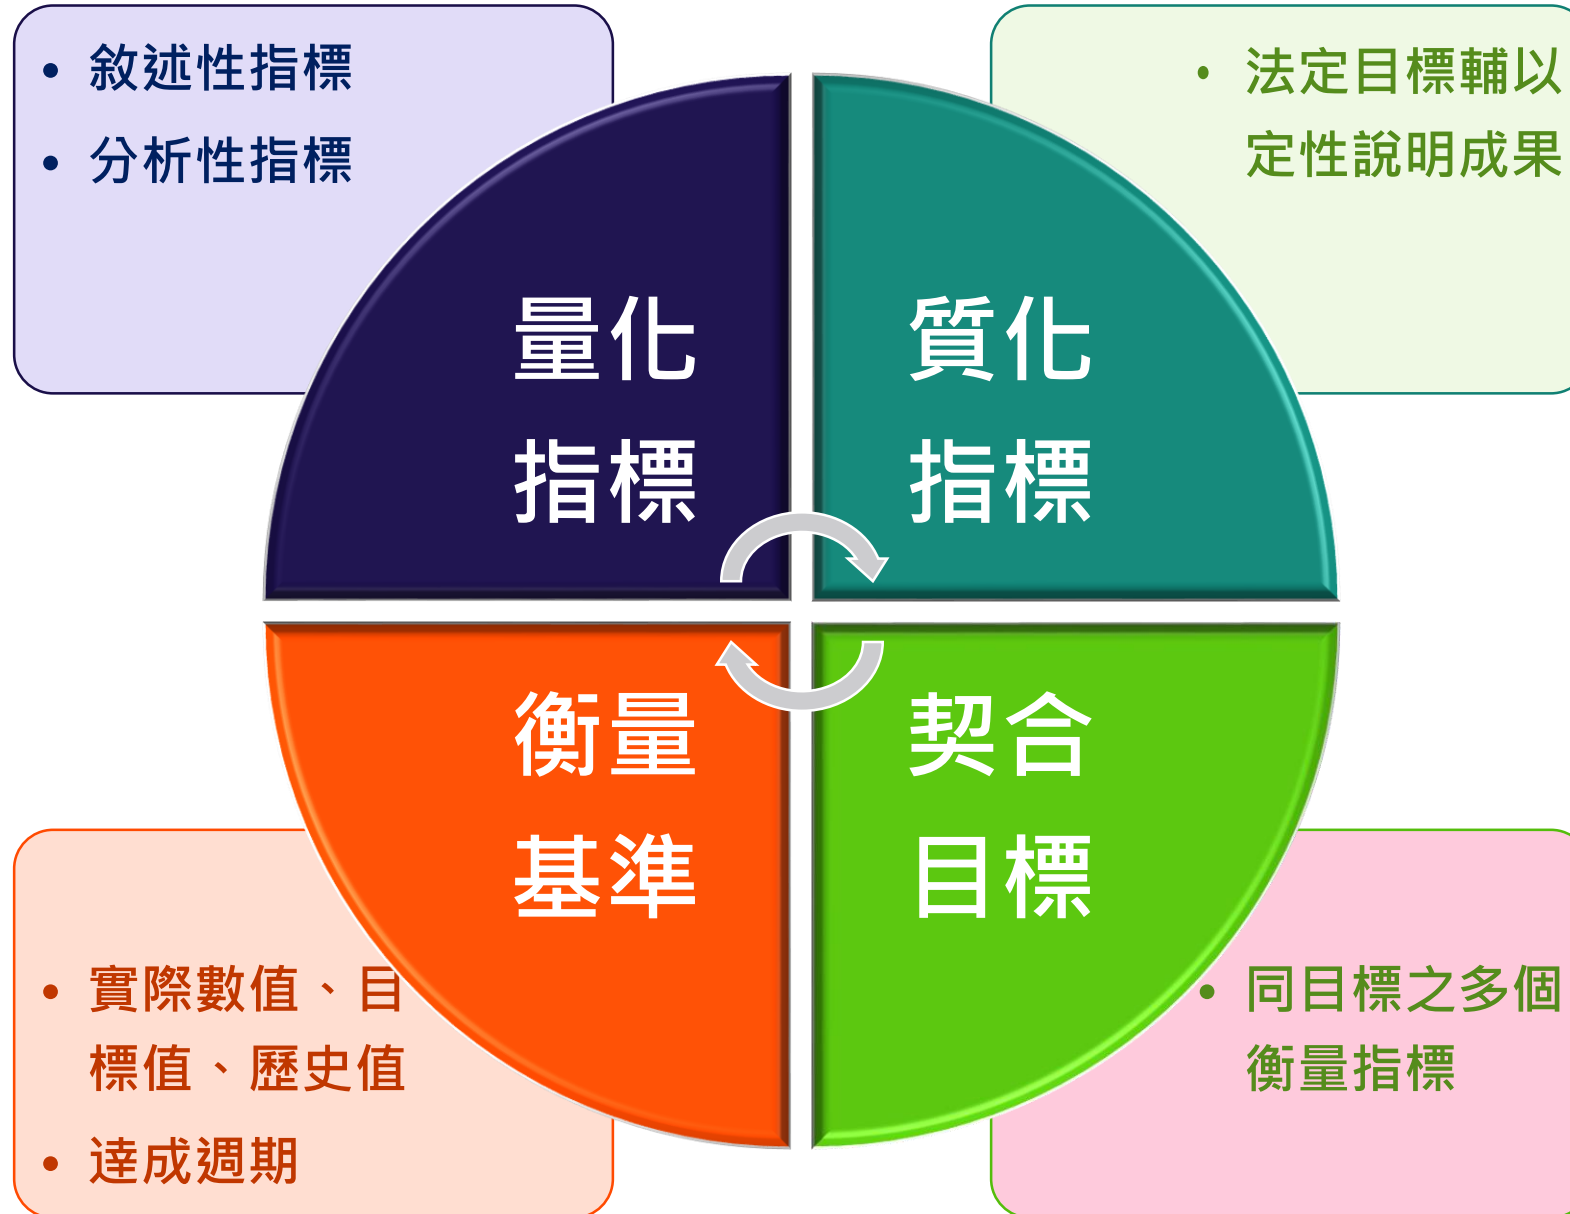 • 敘述性指標
• 分析性指標
• 法定目標輔以
定性說明成果
量化
指標
質化
指標
衡量
基準
契合
目標
• 實際數值、目
標值、歷史值
• 達成週期
• 同目標之多個
衡量指標